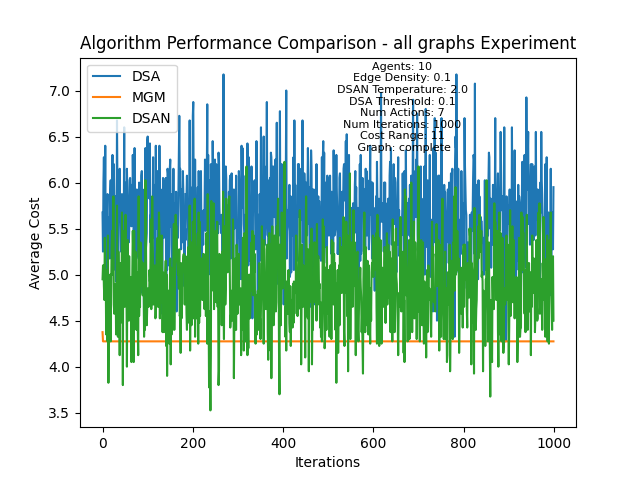 Algorithm Performance Comparison - all graphs Experiment
DSA
MGM
DSAN
Agents: 10
Edge Density: 0.1
DSAN Temperature: 2.0
DSA Threshold: 0.1
Num Actions: 7
Num Iterations: 1000
Cost Range: 11
Graph: complete
Average Cost
7.0
6.5
6.0
5.5
5.0
4.5
4.0
3.5
0 200 400 600 800 1000
Iterations